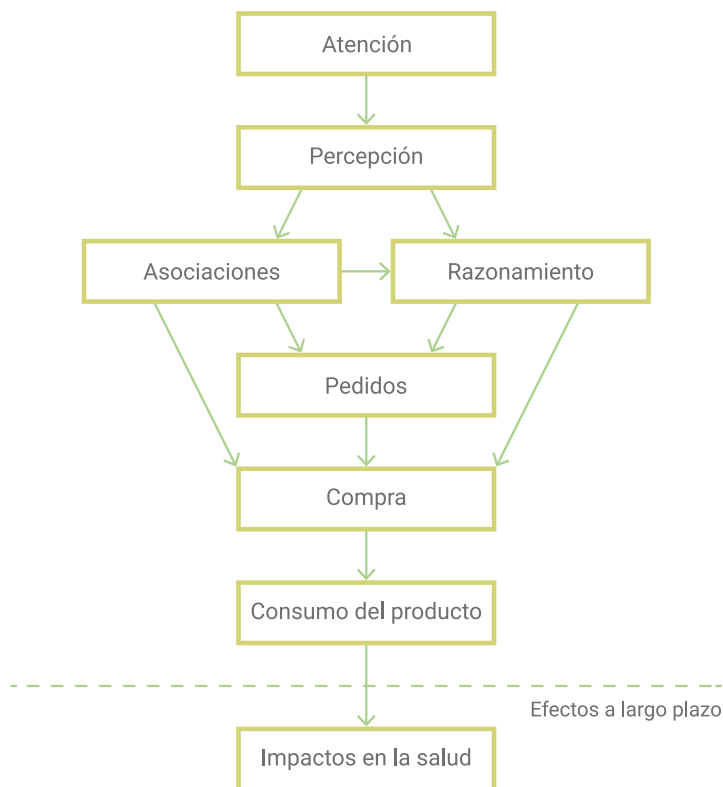 Atención
Percepción
Asociaciones
Razonamiento
Pedidos
Compra
Consumo del producto
Efectos a largo plazo
Impactos en la salud